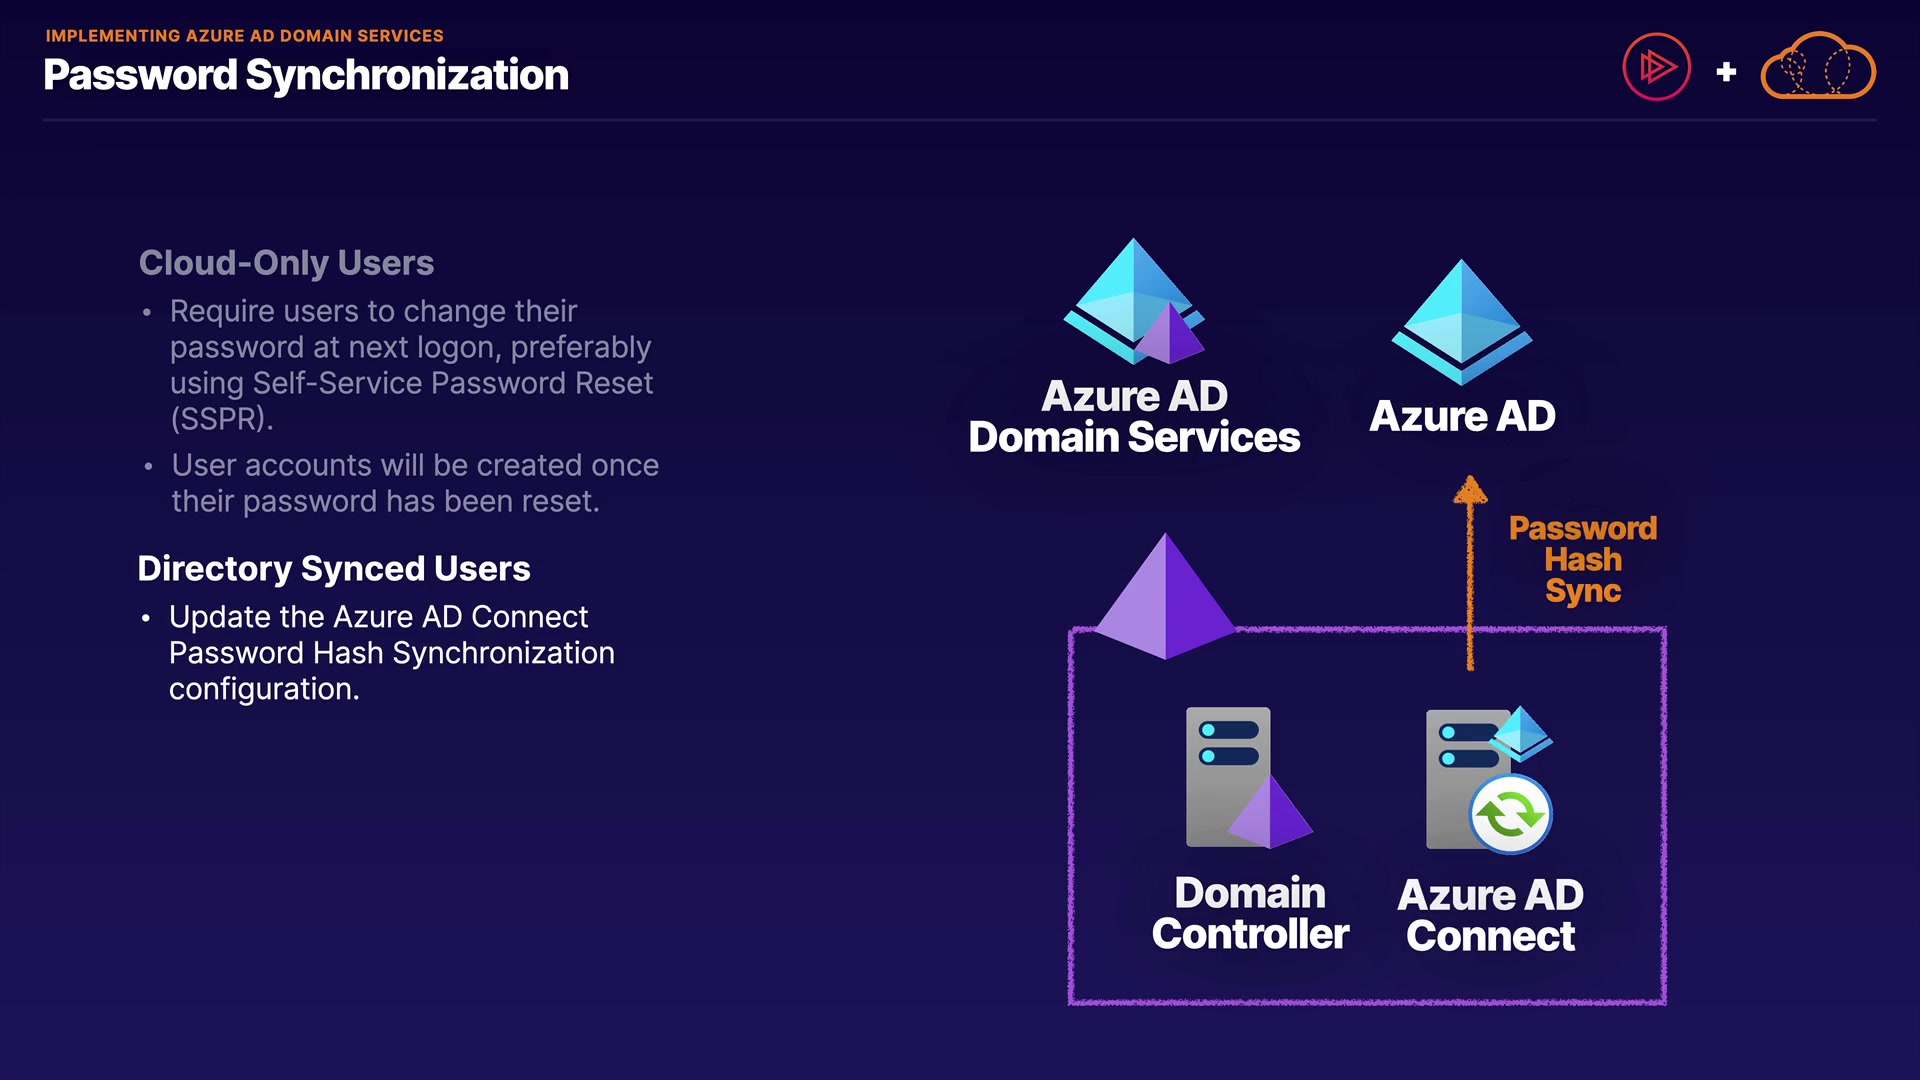 IMPLEMENTING AZURE AD DOMAIN SERVICES
Password Synchronization
Cloud-Only Users
• Require users to change their
password at next logon, preferably
using Self-Service Password Reset
(SSPR).
• User accounts will be created once
their password has been reset.
Directory Synced Users
• Update the Azure AD Connect
Password Hash Synchronization
configuration.
Azure AD
Domain Services
Azure AD
Password
Hash
Sync
Domain
Controller
Azure AD
Connect